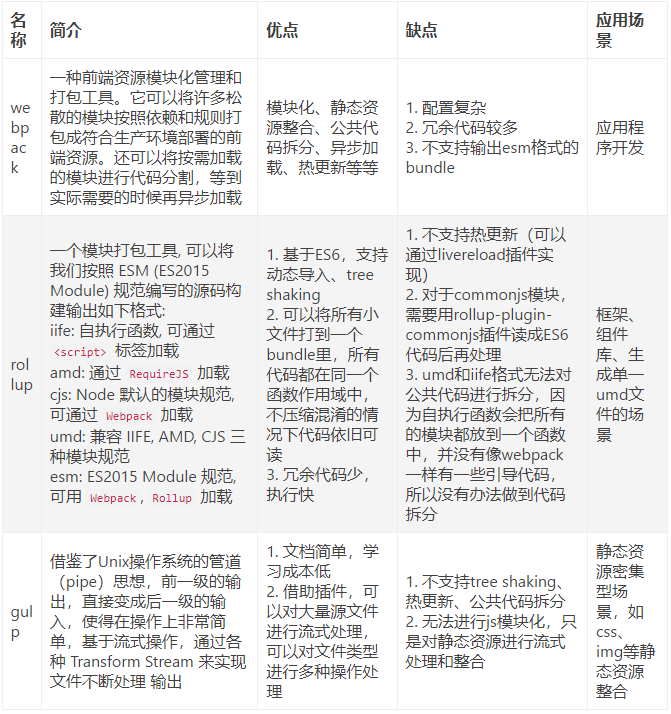 名
称
简介
优点
缺点
应用场
景
we
bp
ac
k
一种前端资源模块化管理和
打包工具。它可以将许多松
散的模块按照依赖和规则打
包成符合生产环境部署的前
端资源。还可以将按需加载
的模块进行代码分割，等到
实际需要的时候再异步加载
模块化、静态资
源整合、公共代
码拆分、异步加
载、热更新等等
1. 配置复杂
2. 冗余代码较多
3. 不支持输出esm格式的
bundle
应用程
序开发
rol
lup
一个模块打包工具, 可以将
我们按照 ESM (ES2015
Module) 规范编写的源码构
建输出如下格式:
iife: 自执行函数, 可通过
<script> 标签加载
amd: 通过 RequireJS 加载
cjs: Node 默认的模块规范,
可通过 Webpack 加载
umd: 兼容 IIFE, AMD, CJS 三
种模块规范
esm: ES2015 Module 规范,
可用 Webpack , Rollup 加载
1. 基于ES6，支持
动态导入、tree
shaking
2. 可以将所有小
文件打到一个
bundle里，所有
代码都在同一个
函数作用域中，
不压缩混淆的情
况下代码依旧可
读
3. 冗余代码少，
执行快
1. 不支持热更新（可以
通过livereload插件实
现）
2. 对于commonjs模块，
需要用rollup-plugin-
commonjs插件读成ES6
代码后再处理
3. umd和iife格式无法对
公共代码进行拆分，因
为自执行函数会把所有
的模块都放到一个函数
中，并没有像webpack
一样有一些引导代码，
所以没有办法做到代码
拆分
框架、
组件
库、生
成单一
umd文
件的场
景
gul
p
借鉴了Unix操作系统的管道
（pipe）思想，前一级的输
出，直接变成后一级的输
入，使得在操作上非常简
单，基于流式操作，通过各
种 Transform Stream 来实现
文件不断处理 输出
1. 文档简单，学
习成本低
2. 借助插件，可
以对大量源文件
进行流式处理，
可以对文件类型
进行多种操作处
理
1. 不支持tree shaking、
热更新、公共代码拆分
2. 无法进行js模块化，只
是对静态资源进行流式
处理和整合
静态资
源密集
型场
景，如
css、
img等静
态资源
整合